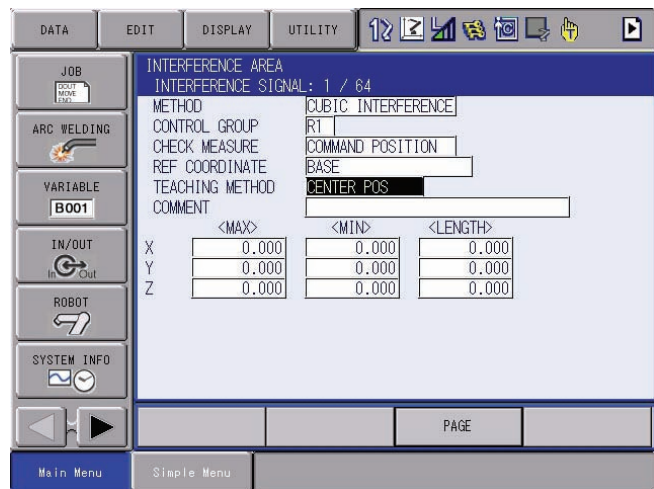 DATA EDIT DISPLAY UTILITY
JOB
DOUT
MOVE
END
ARC WELDING
VARIABLE
B001
IN/OUT
In Out
ROBOT
SYSTEM INFO
INTERFERENCE AREA
INTERFERENCE SIGNAL: 1 / 64
METHOD CUBIC INTERFERENCE
CONTROL GROUP R1
CHECK MEASURE COMMAND POSITION
REF COORDINATE BASE
TEACHING METHOD CENTER POS
COMMENT
<MAX> <MIN> <LENGTH>
X 0.000 0.000 0.000
Y 0.000 0.000 0.000
Z 0.000 0.000 0.000
PAGE
Main Menu Simple Menu